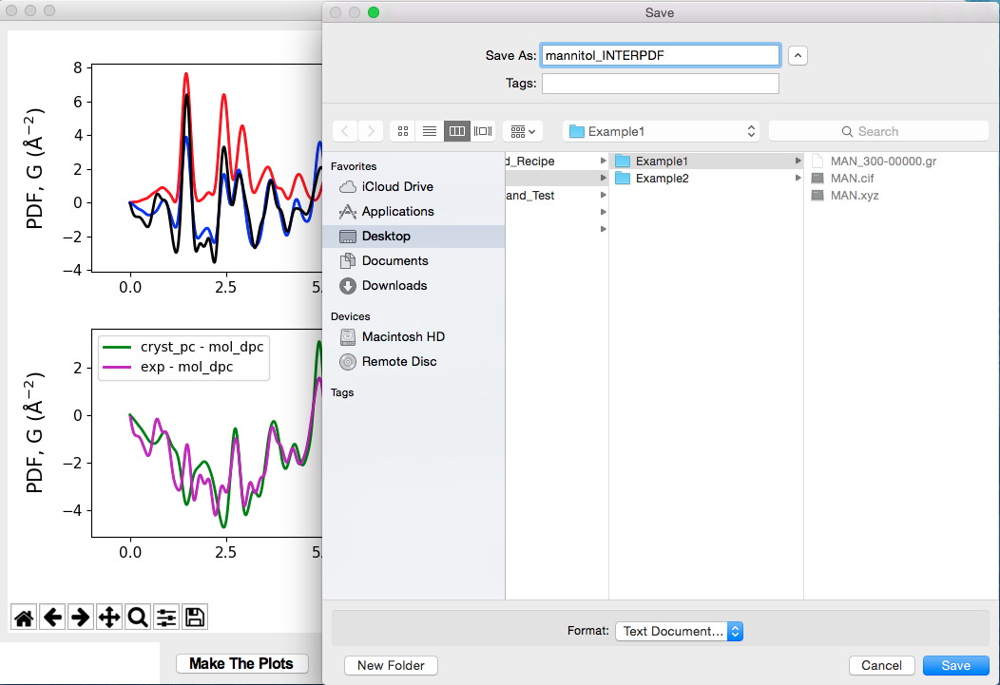 Save
Save As: mannitol_INTERPDF
Tags:
Example1
Search
Favorites
iCloud Drive
Applications
Desktop
Documents
Downloads
Devices
Macintosh HD
Remote Disc
Tags
d_Recipe
and_Test
Example1
Example2
MAN_300-00000.gr
MAN.cif
MAN.xyz
Format: Text Document...
New Folder
Cancel
Save
PDF, G (Å⁻²)
8
6
4
2
0
−2
−4
0.0 2.5 5.
cryst_pc - mol_dpc
exp - mol_dpc
PDF, G (Å⁻²)
2
0
−2
−4
0.0 2.5 5.
Make The Plots